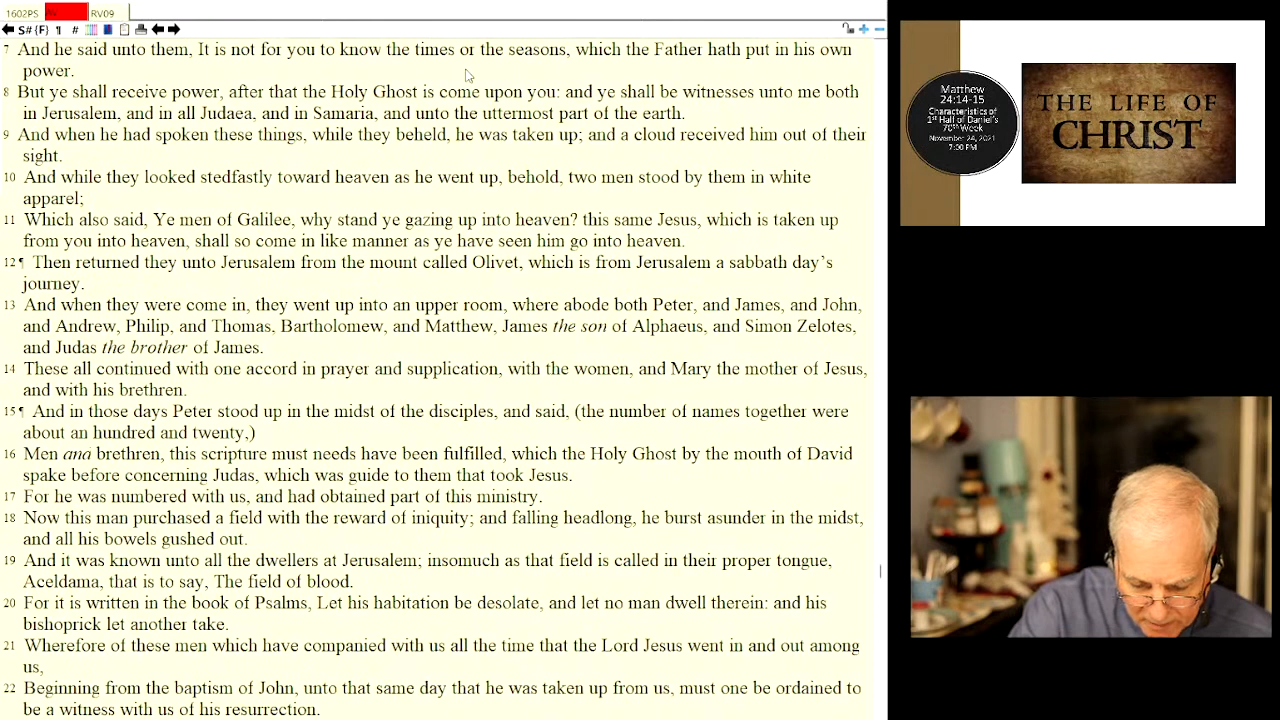 1602PS RV09
S#{F} ¶ #
7 And he said unto them, It is not for you to know the times or the seasons, which the Father hath put in his own
power.
8 But ye shall receive power, after that the Holy Ghost is come upon you: and ye shall be witnesses unto me both
in Jerusalem, and in all Judaea, and in Samaria, and unto the uttermost part of the earth.
9 And when he had spoken these things, while they beheld, he was taken up; and a cloud received him out of their
sight.
10 And while they looked stedfastly toward heaven as he went up, behold, two men stood by them in white
apparel;
11 Which also said, Ye men of Galilee, why stand ye gazing up into heaven? this same Jesus, which is taken up
from you into heaven, shall so come in like manner as ye have seen him go into heaven.
12 ¶ Then returned they unto Jerusalem from the mount called Olivet, which is from Jerusalem a sabbath day's
journey.
13 And when they were come in, they went up into an upper room, where abode both Peter, and James, and John,
and Andrew, Philip, and Thomas, Bartholomew, and Matthew, James the son of Alphaeus, and Simon Zelotes,
and Judas the brother of James.
14 These all continued with one accord in prayer and supplication, with the women, and Mary the mother of Jesus,
and with his brethren.
15 ¶ And in those days Peter stood up in the midst of the disciples, and said, (the number of names together were
about an hundred and twenty,)
16 Men and brethren, this scripture must needs have been fulfilled, which the Holy Ghost by the mouth of David
spake before concerning Judas, which was guide to them that took Jesus.
17 For he was numbered with us, and had obtained part of this ministry.
18 Now this man purchased a field with the reward of iniquity; and falling headlong, he burst asunder in the midst,
and all his bowels gushed out.
19 And it was known unto all the dwellers at Jerusalem; insomuch as that field is called in their proper tongue,
Aceldama, that is to say, The field of blood.
20 For it is written in the book of Psalms, Let his habitation be desolate, and let no man dwell therein: and his
bishoprick let another take.
21 Wherefore of these men which have companied with us all the time that the Lord Jesus went in and out among
us,
22 Beginning from the baptism of John, unto that same day that he was taken up from us, must one be ordained to
be a witness with us of his resurrection.
Matthew
24:14-15
Characteristics of
1st Half of Daniel's
70th Week
November 24, 2021
7:00 PM
THE LIFE OF
CHRIST